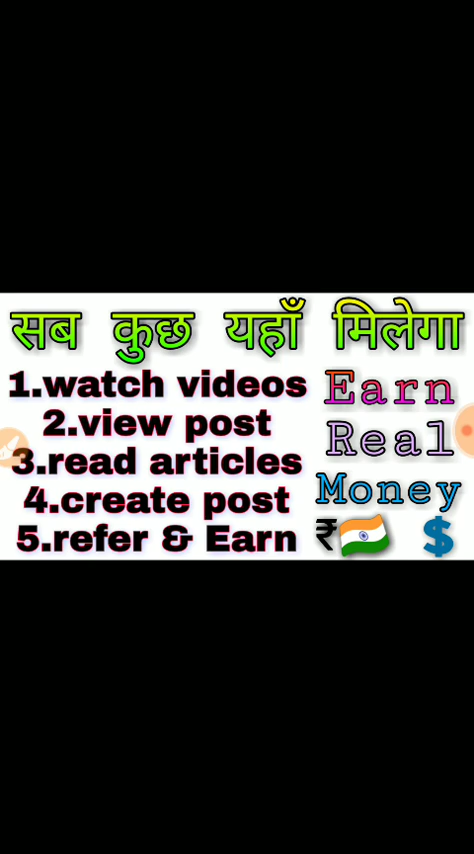 सब कुछ यहाँ मिलेगा
1.watch videos
2.view post
3.read articles
4.create post
5.refer & Earn
Earn
Real
Money
₹ $